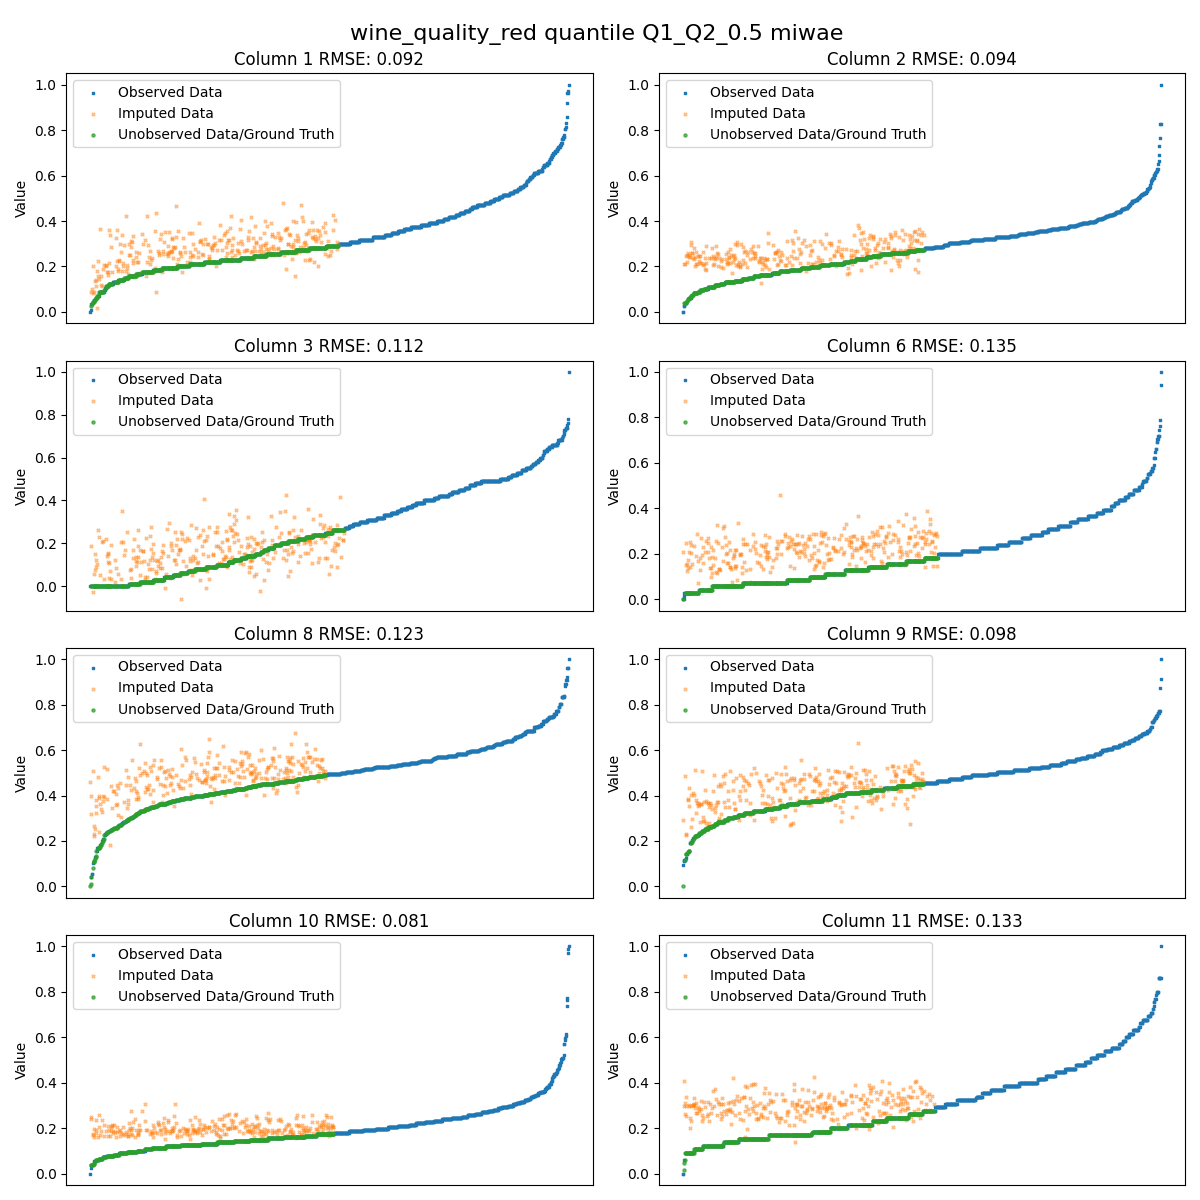 wine_quality_red quantile Q1_Q2_0.5 miwae
Column 1 RMSE: 0.092
1.0
0.8
0.6
0.4
0.2
0.0
Value
Observed Data
Imputed Data
Unobserved Data/Ground Truth
Column 2 RMSE: 0.094
1.0
0.8
0.6
0.4
0.2
0.0
Value
Observed Data
Imputed Data
Unobserved Data/Ground Truth
Column 3 RMSE: 0.112
1.0
0.8
0.6
0.4
0.2
0.0
Value
Observed Data
Imputed Data
Unobserved Data/Ground Truth
Column 6 RMSE: 0.135
1.0
0.8
0.6
0.4
0.2
0.0
Value
Observed Data
Imputed Data
Unobserved Data/Ground Truth
Column 8 RMSE: 0.123
1.0
0.8
0.6
0.4
0.2
0.0
Value
Observed Data
Imputed Data
Unobserved Data/Ground Truth
Column 9 RMSE: 0.098
1.0
0.8
0.6
0.4
0.2
0.0
Value
Observed Data
Imputed Data
Unobserved Data/Ground Truth
Column 10 RMSE: 0.081
1.0
0.8
0.6
0.4
0.2
0.0
Value
Observed Data
Imputed Data
Unobserved Data/Ground Truth
Column 11 RMSE: 0.133
1.0
0.8
0.6
0.4
0.2
0.0
Value
Observed Data
Imputed Data
Unobserved Data/Ground Truth